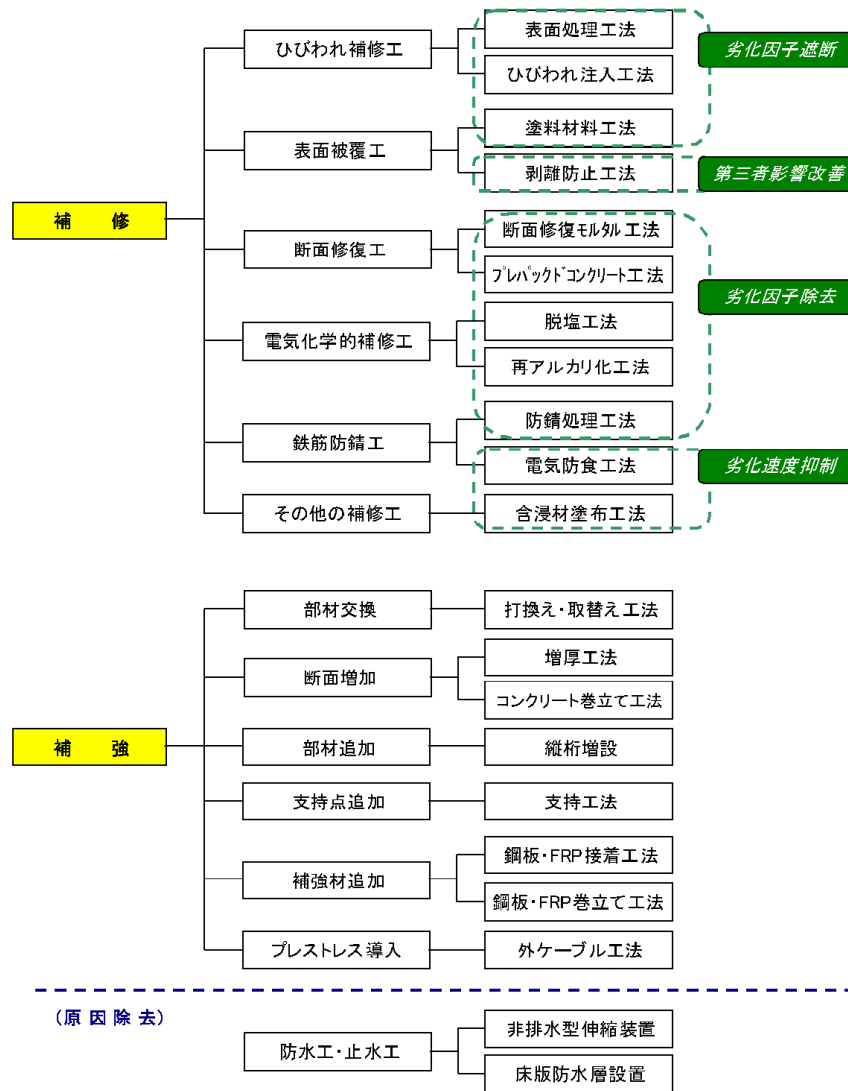 ひびわれ補修工
表面処理工法
ひびわれ注入工法
劣化因子遮断
表面被覆工
塗料材料工法
剥離防止工法
第三者影響改善
補 修
断面修復工
断面修復モルタル工法
プレパックドコンクリート工法
劣化因子除去
電気化学的補修工
脱塩工法
再アルカリ化工法
鉄筋防錆工
防錆処理工法
電気防食工法
劣化速度抑制
その他の補修工
含浸材塗布工法
部材交換
打換え・取替え工法
断面増加
増厚工法
コンクリート巻立て工法
補 強
部材追加
縦桁増設
支持点追加
支持工法
補強材追加
鋼板・FRP接着工法
鋼板・FRP巻立て工法
プレストレス導入
外ケーブル工法
(原因除去)
防水工・止水工
非排水型伸縮装置
床版防水層設置